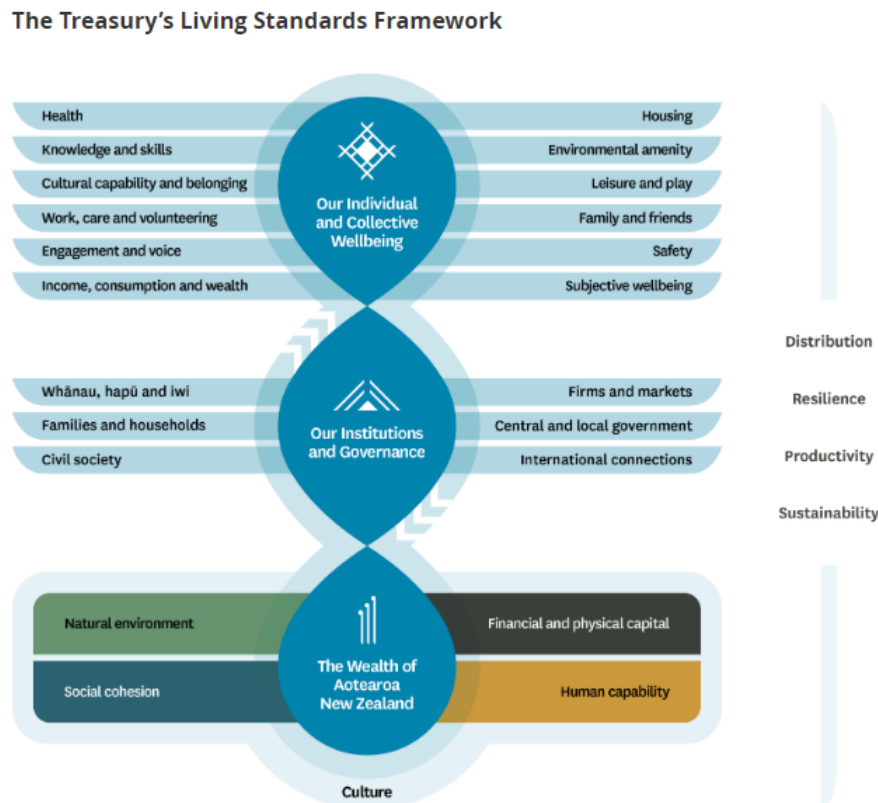 The Treasury's Living Standards Framework
Health
Knowledge and skills
Cultural capability and belonging
Work, care and volunteering
Engagement and voice
Income, consumption and wealth
Our Individual
and Collective
Wellbeing
Housing
Environmental amenity
Leisure and play
Family and friends
Safety
Subjective wellbeing
Whānau, hapū and iwi
Families and households
Civil society
Our Institutions
and Governance
Firms and markets
Central and local government
International connections
Natural environment
Social cohesion
The Wealth of
Aotearoa
New Zealand
Financial and physical capital
Human capability
Culture
Distribution
Resilience
Productivity
Sustainability